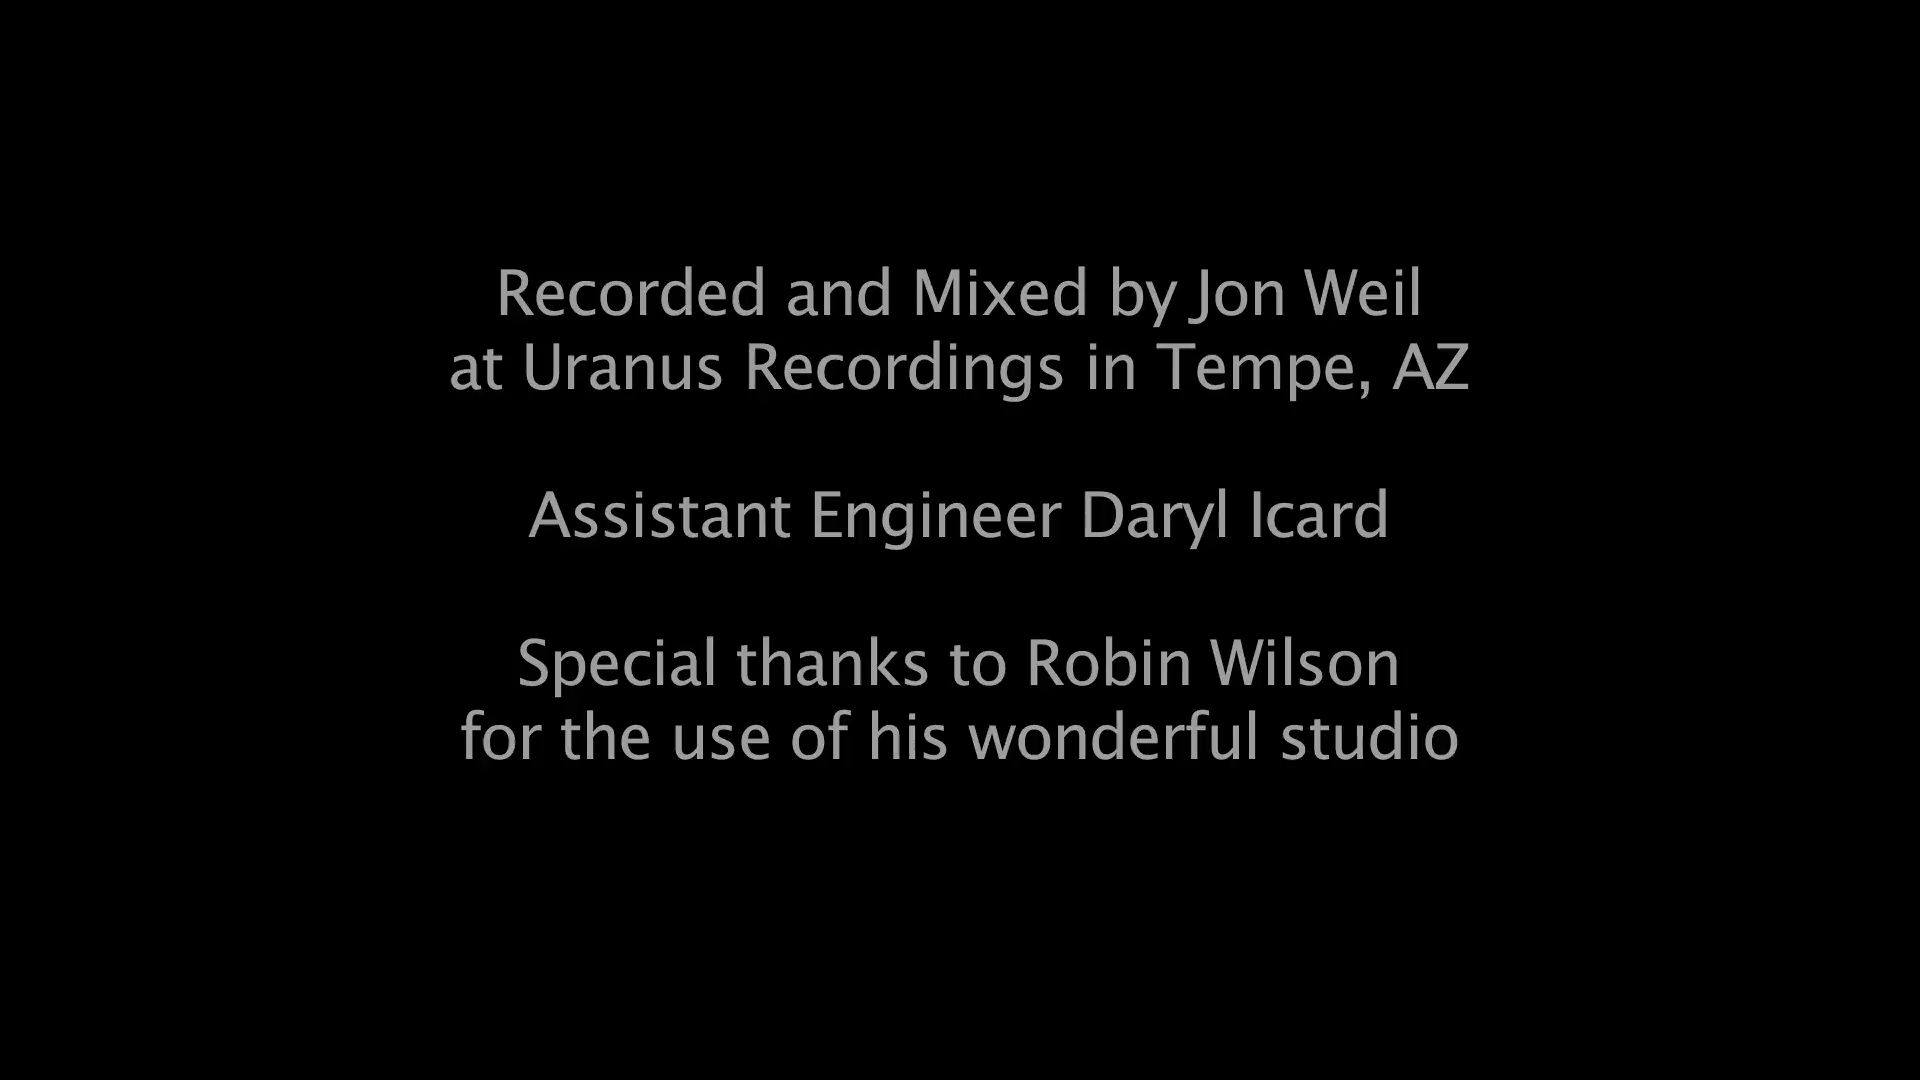 Recorded and Mixed by Jon Weil
at Uranus Recordings in Tempe, AZ
Assistant Engineer Daryl Icard
Special thanks to Robin Wilson
for the use of his wonderful studio